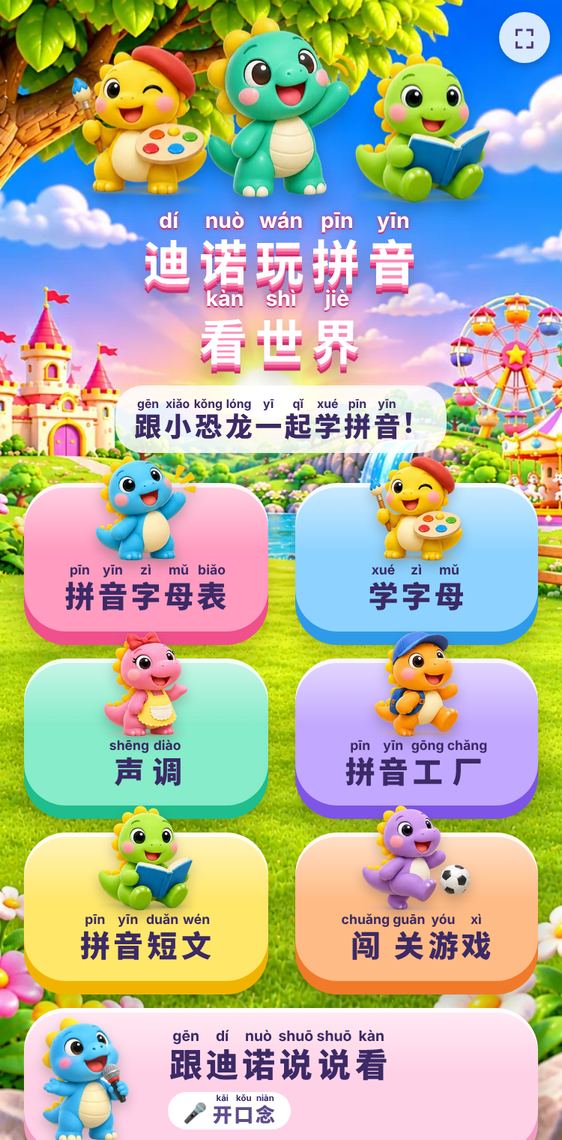 dí nuò wán pīn yīn
迪诺玩拼音
kàn shì jiè
看世界
gēn xiǎo kǒng lóng yī qǐ xué pīn yīn
跟小恐龙一起学拼音!
pīn yīn zì mǔ biǎo
拼音字母表
xué zì mǔ
学字母
shēng diào
声调
pīn yīn gōng chǎng
拼音工厂
pīn yīn duǎn wén
拼音短文
chuǎng guān yóu xì
闯关游戏
gēn dí nuò shuō shuō kàn
跟迪诺说说看
kāi kǒu niàn
开口念